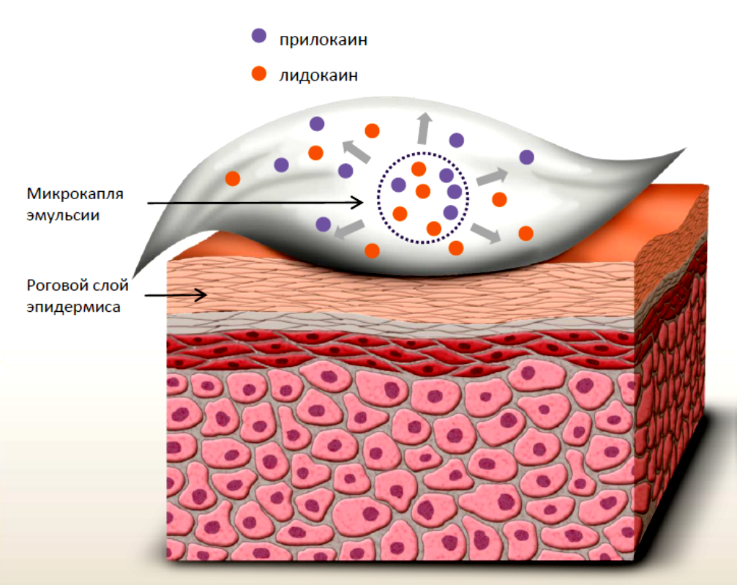 прилокаин
лидокаин
Микрокапля
эмульсии
Роговой слой
эпидермиса